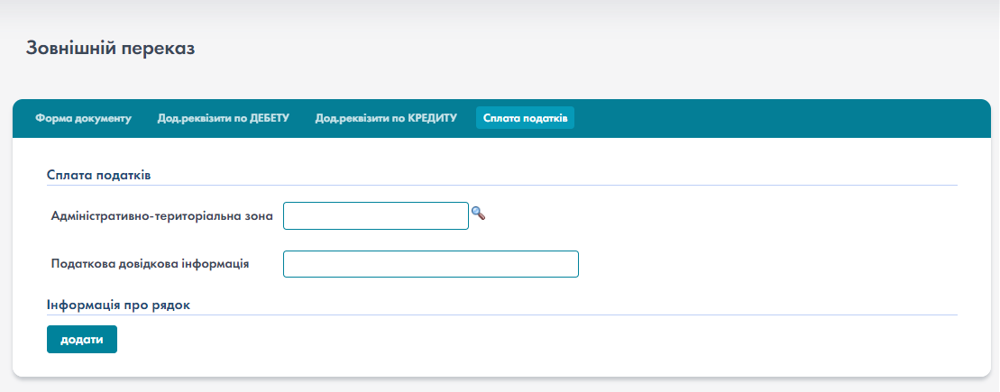 Зовнішній переказ
Форма документу Дод.реквізити по ДЕБЕТУ Дод.реквізити по КРЕДИТУ Сплата податків
Сплата податків
Адміністративно-територіальна зона
Податкова довідкова інформація
Інформація про рядок
додати